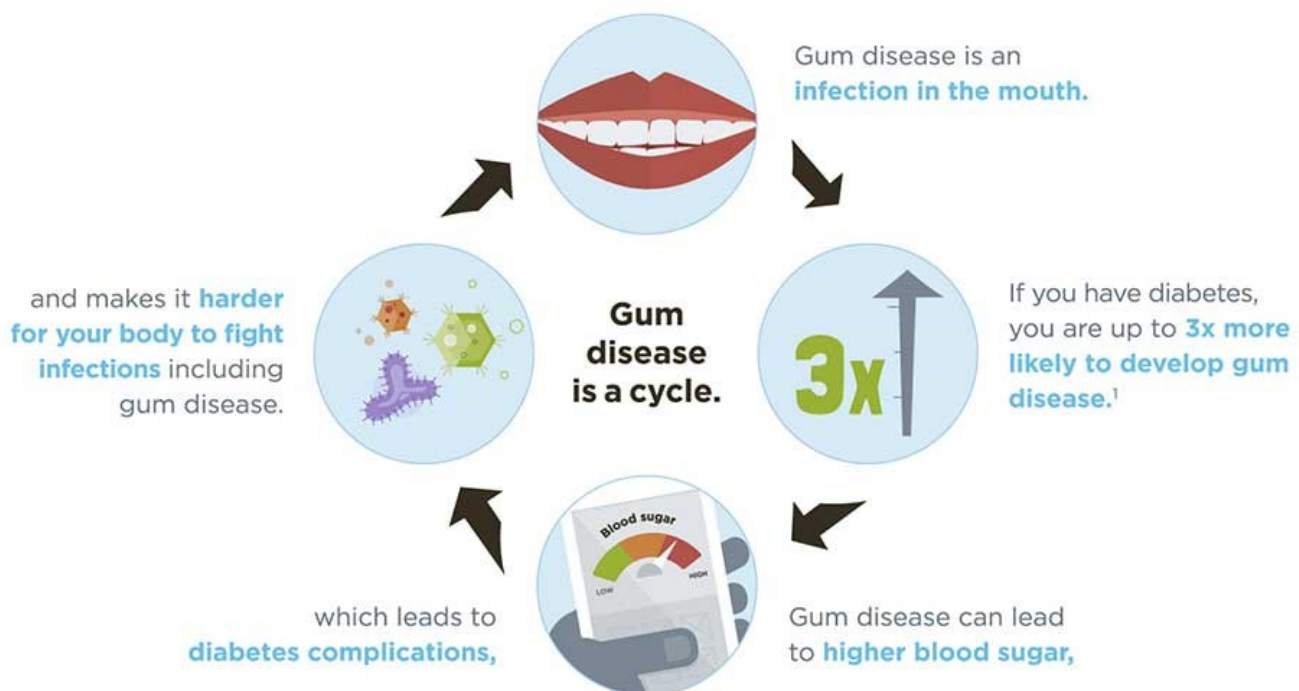 Gum disease is an
infection in the mouth.
If you have diabetes,
you are up to 3x more
likely to develop gum
disease.¹
3x
Gum disease can lead
to higher blood sugar,
Blood sugar
LOW
HIGH
which leads to
diabetes complications,
and makes it harder
for your body to fight
infections including
gum disease.
Gum
disease
is a cycle.